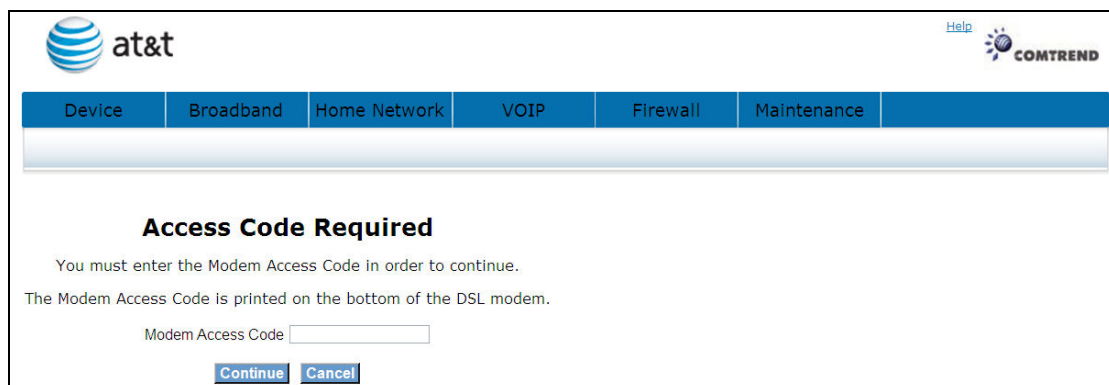 at&t
Help
COMTREND
Device Broadband Home Network VOIP Firewall Maintenance
Access Code Required
You must enter the Modem Access Code in order to continue.
The Modem Access Code is printed on the bottom of the DSL modem.
Modem Access Code
Continue Cancel